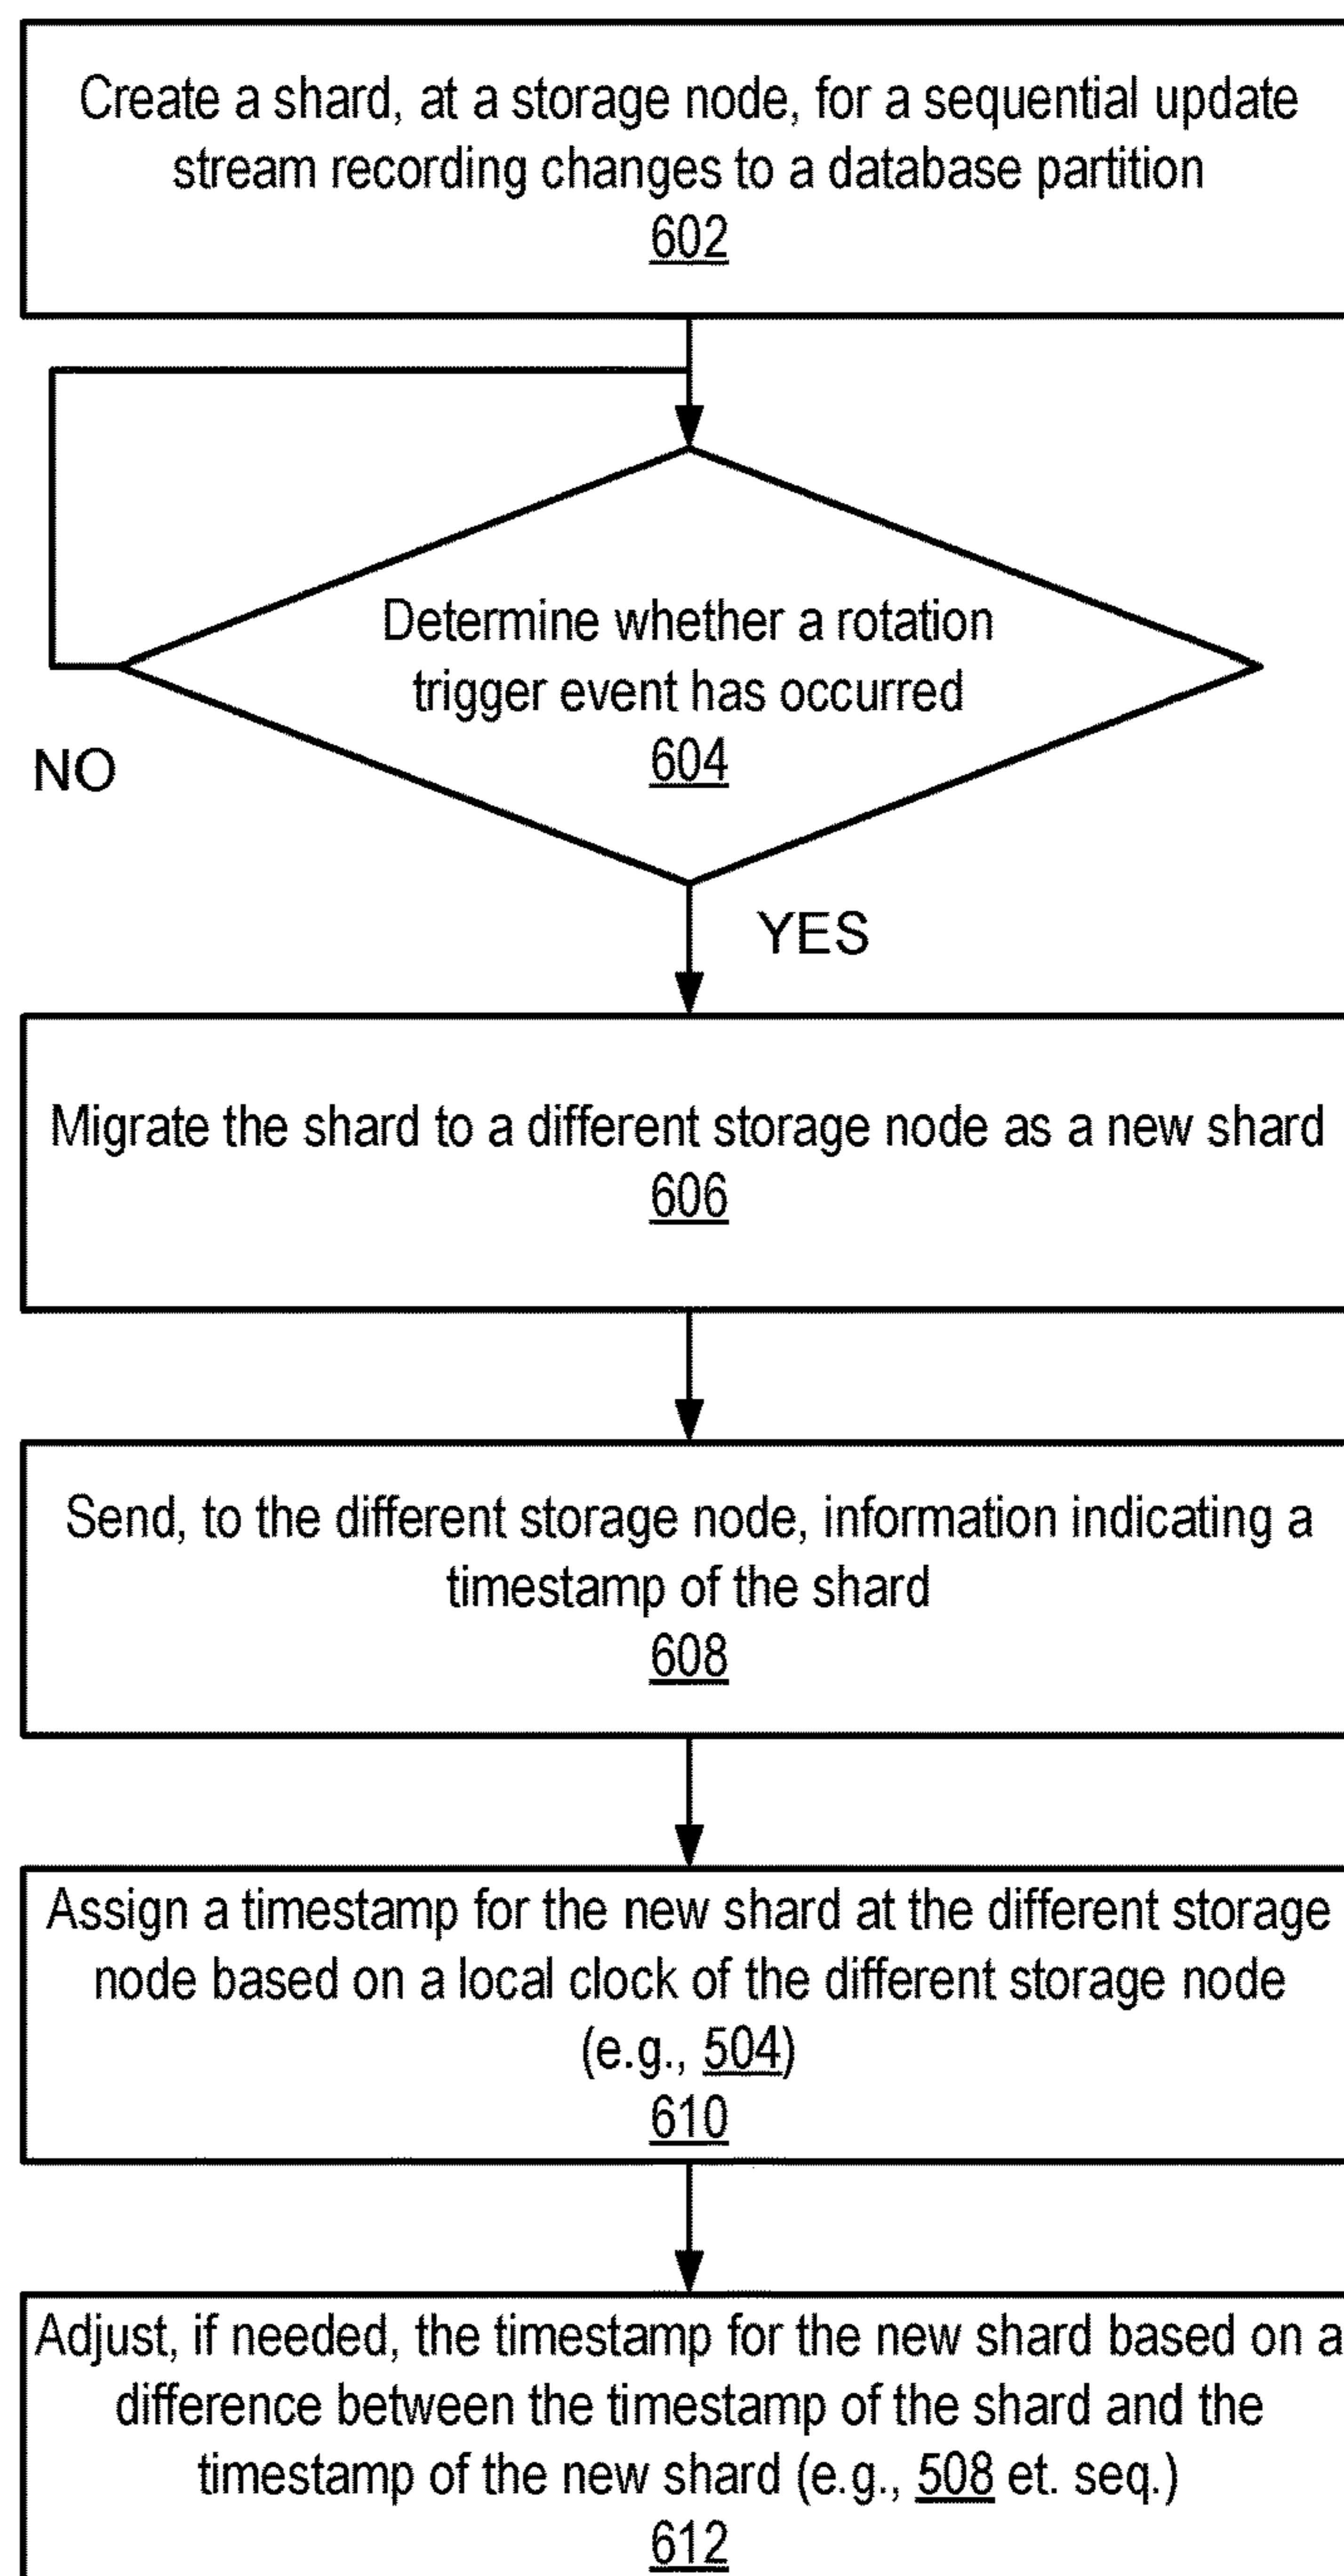 Create a shard, at a storage node, for a sequential update
stream recording changes to a database partition
602
Determine whether a rotation
trigger event has occurred
604
NO
YES
Migrate the shard to a different storage node as a new shard
606
Send, to the different storage node, information indicating a
timestamp of the shard
608
Assign a timestamp for the new shard at the different storage
node based on a local clock of the different storage node
(e.g., 504)
610
Adjust, if needed, the timestamp for the new shard based on a
difference between the timestamp of the shard and the
timestamp of the new shard (e.g., 508 et. seq.)
612